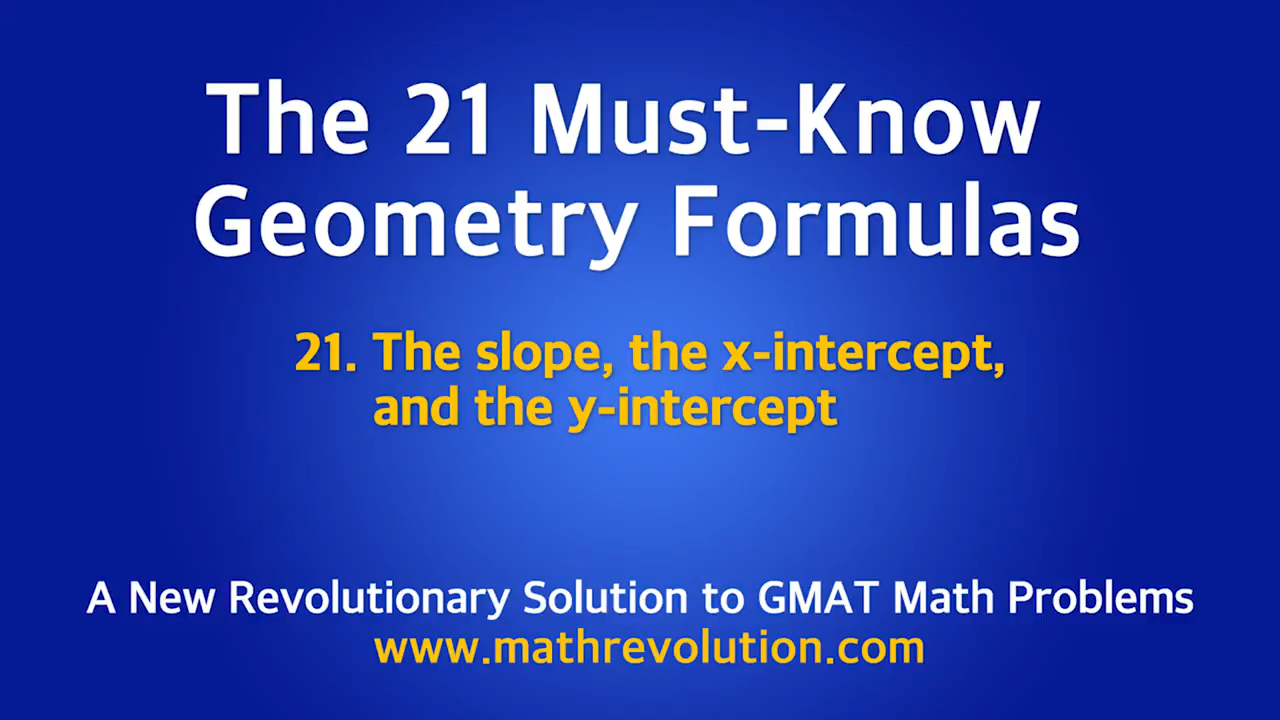 The 21 Must-Know
Geometry Formulas
21. The slope, the x-intercept,
and the y-intercept
A New Revolutionary Solution to GMAT Math Problems
www.mathrevolution.com